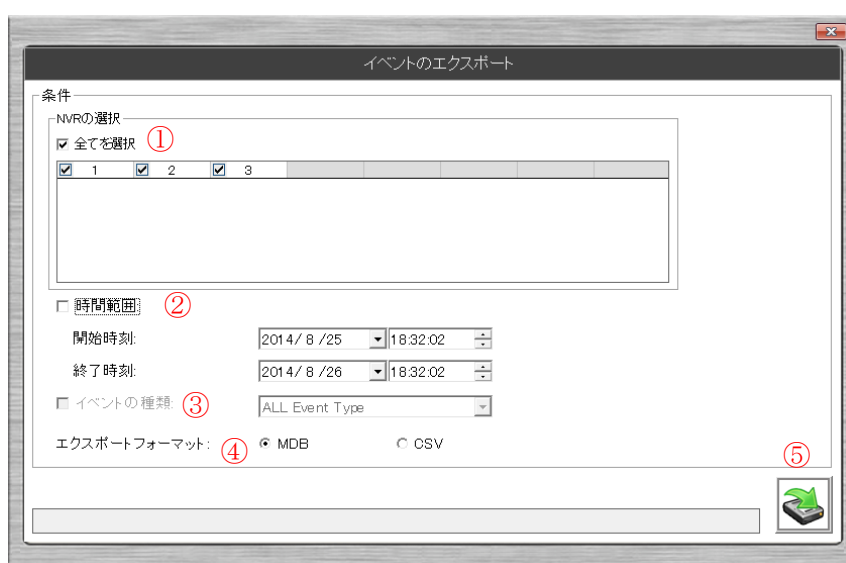 イベントのエクスポート
条件
NVRの選択
全てを選択 ①
1 2 3
時間範囲: ②
開始時刻: 2014/ 8 /25 18:32:02
終了時刻: 2014/ 8 /26 18:32:02
イベントの種類: ③ ALL Event Type
エクスポートフォーマット: ④ MDB CSV
⑤